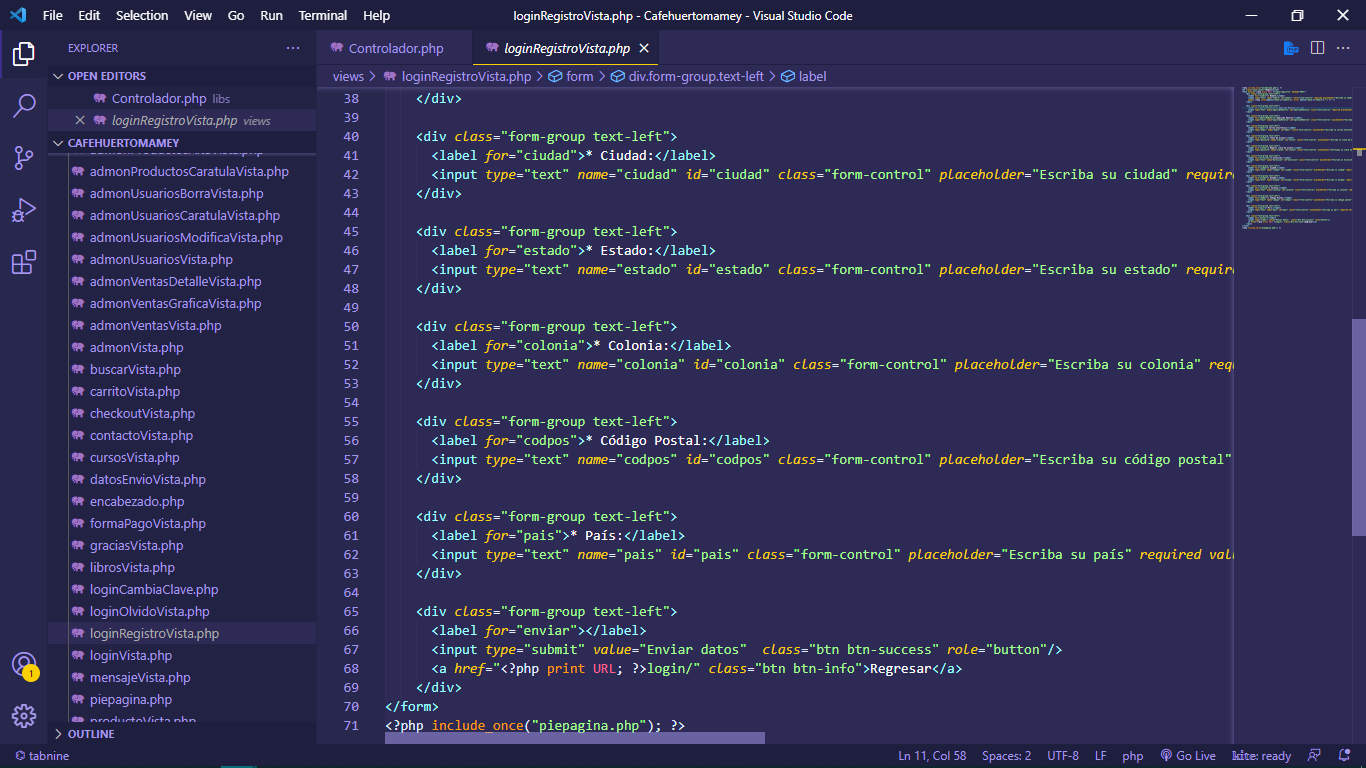 File Edit Selection View Go Run Terminal Help
loginRegistroVista.php - Cafehuertomamey - Visual Studio Code
EXPLORER
OPEN EDITORS
Controlador.php libs
loginRegistroVista.php views
CAFEHUERTOMAMEY
admonProductosCaratulaVista.php
admonUsuariosBorraVista.php
admonUsuariosCaratulaVista.php
admonUsuariosModificaVista.php
admonUsuariosVista.php
admonVentasDetalleVista.php
admonVentasGraficaVista.php
admonVentasVista.php
admonVista.php
buscarVista.php
carritoVista.php
checkoutVista.php
contactoVista.php
cursosVista.php
datosEnvioVista.php
encabezado.php
formaPagoVista.php
graciasVista.php
librosVista.php
loginCambiaClave.php
loginOlvidoVista.php
loginRegistroVista.php
loginVista.php
mensajeVista.php
piepagina.php
productoVista.php
OUTLINE
Controlador.php
loginRegistroVista.php
views > loginRegistroVista.php > form > div.form-group.text-left > label
38 </div>
39
40 <div class="form-group text-left">
41 <label for="ciudad">* Ciudad:</label>
42 <input type="text" name="ciudad" id="ciudad" class="form-control" placeholder="Escriba su ciudad" require
43 </div>
44
45 <div class="form-group text-left">
46 <label for="estado">* Estado:</label>
47 <input type="text" name="estado" id="estado" class="form-control" placeholder="Escriba su estado" require
48 </div>
49
50 <div class="form-group text-left">
51 <label for="colonia">* Colonia:</label>
52 <input type="text" name="colonia" id="colonia" class="form-control" placeholder="Escriba su colonia" requ
53 </div>
54
55 <div class="form-group text-left">
56 <label for="codpos">* Código Postal:</label>
57 <input type="text" name="codpos" id="codpos" class="form-control" placeholder="Escriba su código postal"
58 </div>
59
60 <div class="form-group text-left">
61 <label for="pais">* País:</label>
62 <input type="text" name="pais" id="pais" class="form-control" placeholder="Escriba su país" required valu
63 </div>
64
65 <div class="form-group text-left">
66 <label for="enviar"></label>
67 <input type="submit" value="Enviar datos"  class="btn btn-success" role="button"/>
68 <a href="<?php print URL; ?>login/" class="btn btn-info">Regresar</a>
69 </div>
70 </form>
71 <?php include_once("piepagina.php"); ?>
1
tabnine
Ln 11, Col 58 Spaces: 2 UTF-8 LF php Go Live kite: ready